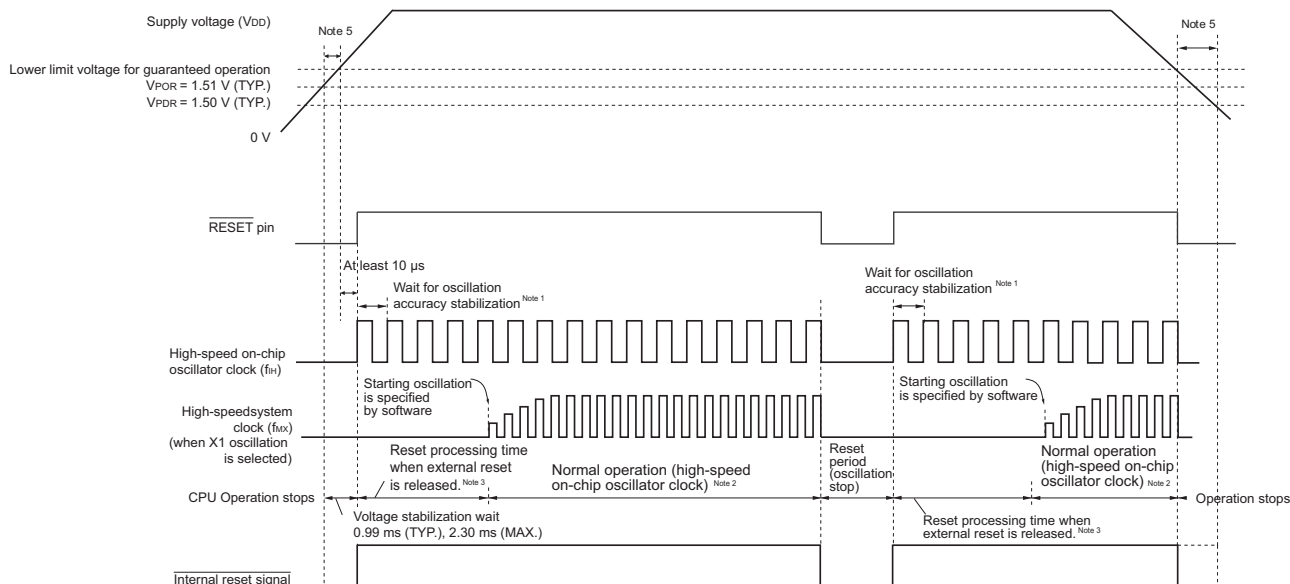 Supply voltage (VDD)
Note 5
Note 5
Lower limit voltage for guaranteed operation
VPOR = 1.51 V (TYP.)
VPDR = 1.50 V (TYP.)
0 V
RESET pin
At least 10 µs
Wait for oscillation
accuracy stabilization Note 1
Wait for oscillation
accuracy stabilization Note 1
High-speed on-chip
oscillator clock (fIH)
Starting oscillation
is specified
by software
Starting oscillation
is specified
by software
High-speedsystem
clock (fMX)
(when X1 oscillation
is selected)
Reset processing time
when external reset
is released. Note 3
Normal operation (high-speed
on-chip oscillator clock) Note 2
Reset
period
(oscillation
stop)
Normal operation
(high-speed on-chip
oscillator clock) Note 2
CPU Operation stops
Operation stops
Voltage stabilization wait
0.99 ms (TYP.), 2.30 ms (MAX.)
Reset processing time when
external reset is released. Note 3
Internal reset signal